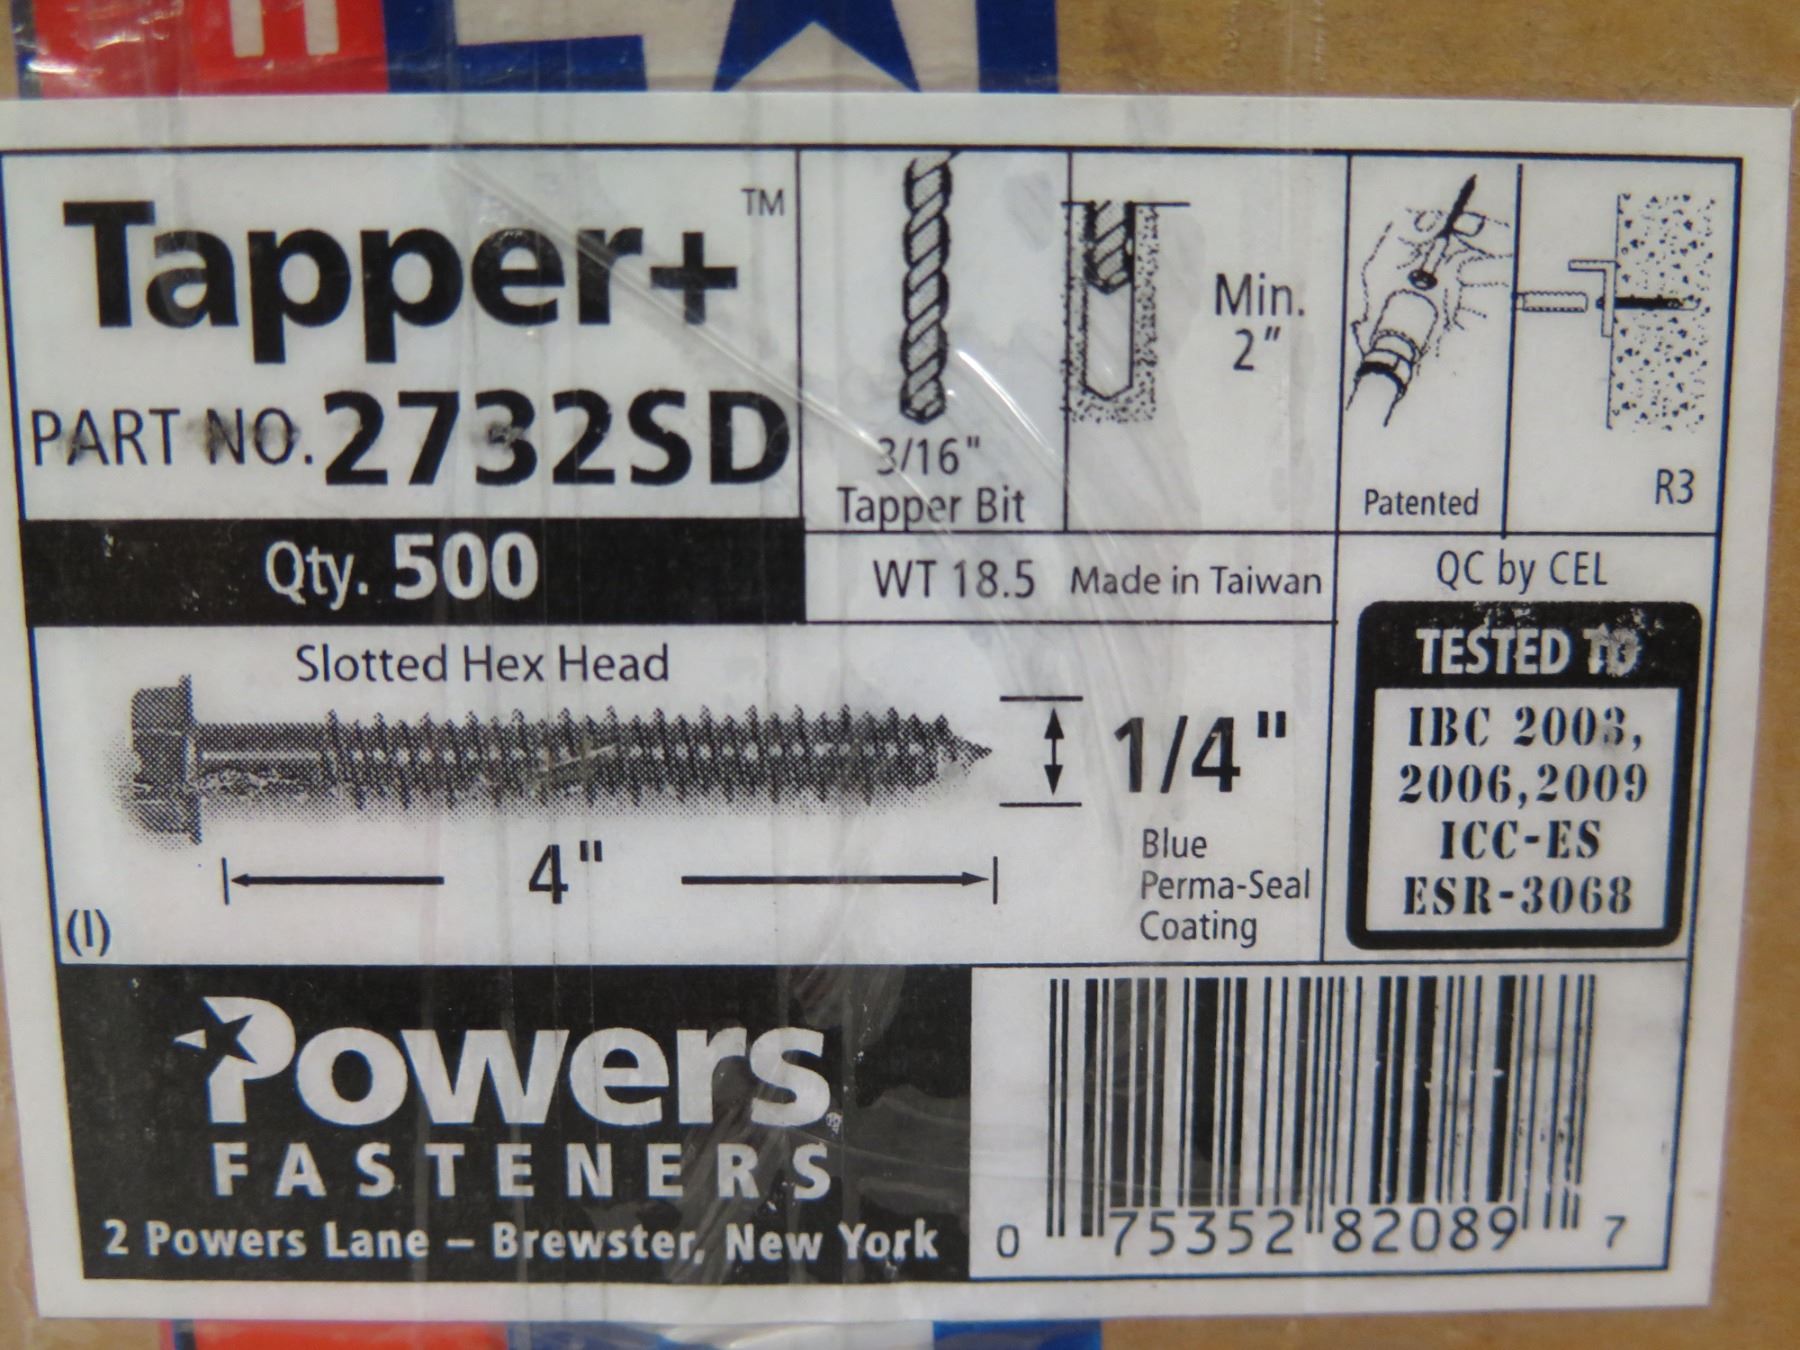 Tapper+™
PART NO. 2732SD
Qty. 500
3/16"
Tapper Bit
Min.
2"
Patented
R3
WT 18.5 Made in Taiwan
QC by CEL
TESTED TO
IBC 2003,
2006,2009
ICC-ES
ESR-3068
Slotted Hex Head
1/4"
4"
Blue
Perma-Seal
Coating
(I)
Powers
FASTENERS
2 Powers Lane – Brewster, New York
0 75352 82089 7